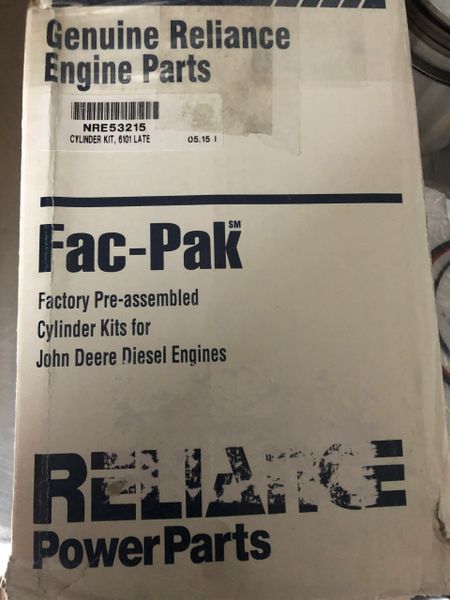 Genuine Reliance
Engine Parts
NRE53215
CYLINDER KIT, 6101 LATE 05.15 I
Fac-Pak SM
Factory Pre-assembled
Cylinder Kits for
John Deere Diesel Engines
RELIANCE
PowerParts